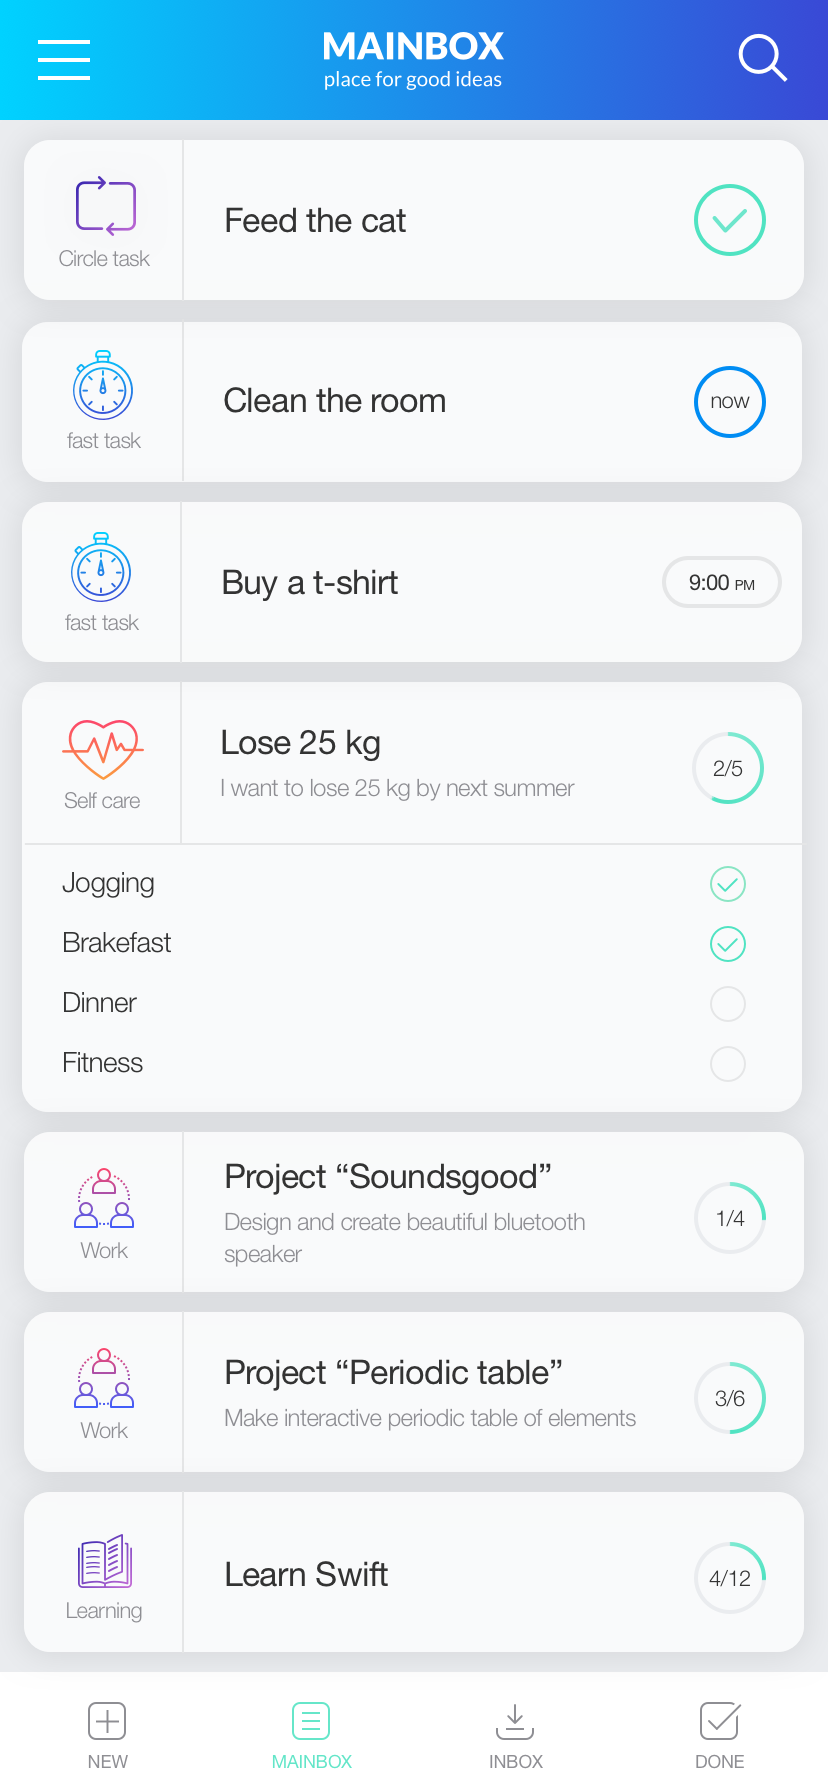 MAINBOX
place for good ideas
Circle task
Feed the cat
fast task
Clean the room
now
fast task
Buy a t-shirt
9:00 PM
Self care
Lose 25 kg
I want to lose 25 kg by next summer
2/5
Jogging
Brakefast
Dinner
Fitness
Work
Project “Soundsgood”
Design and create beautiful bluetooth
speaker
1/4
Work
Project “Periodic table”
Make interactive periodic table of elements
3/6
Learning
Learn Swift
4/12
NEW
MAINBOX
INBOX
DONE